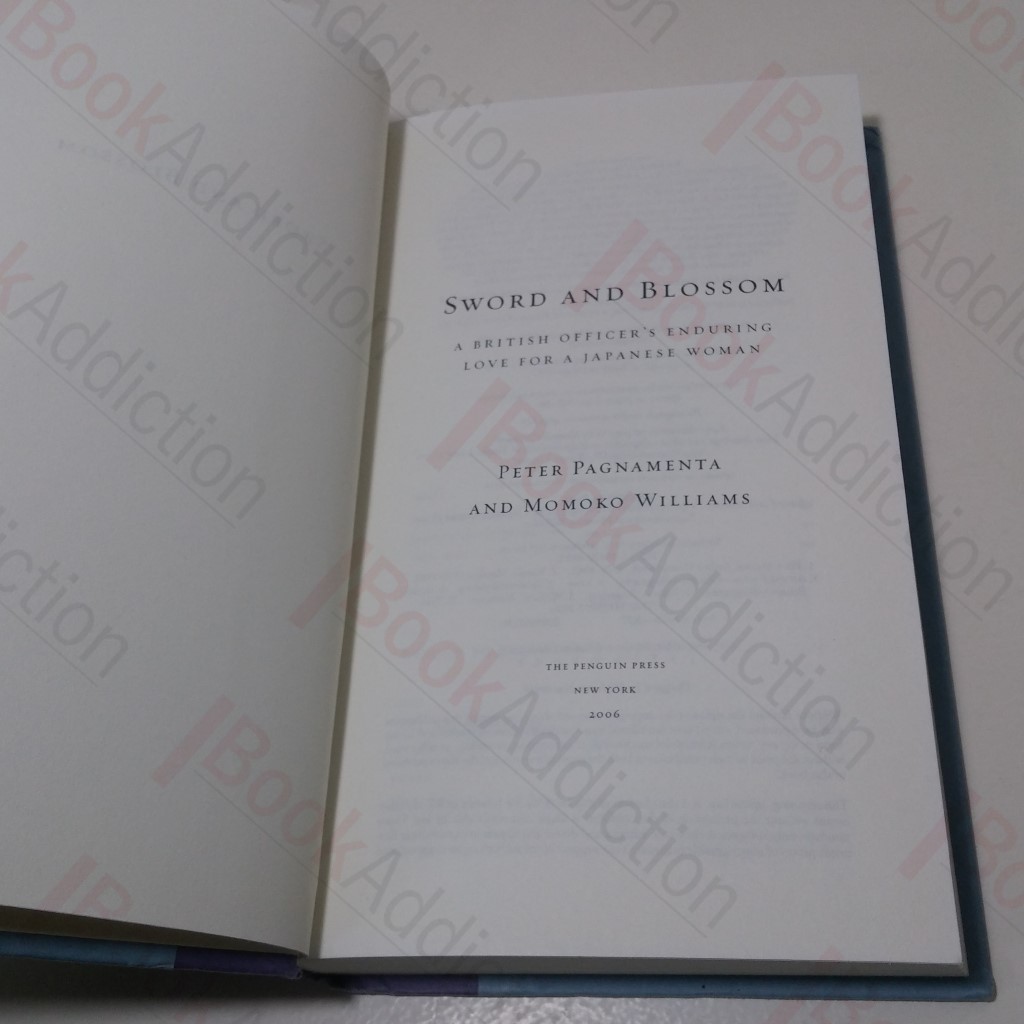 SWORD AND BLOSSOM
A BRITISH OFFICER'S ENDURING
LOVE FOR A JAPANESE WOMAN
PETER PAGNAMENTA
AND MOMOKO WILLIAMS
THE PENGUIN PRESS
NEW YORK
2006
BookAddiction